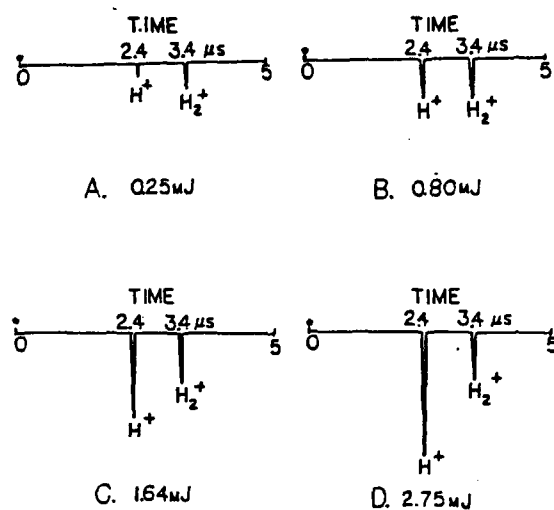 T.IME
2.4 3.4 μs
0 5
H+
H2+
A. 0.25mJ
TIME
2.4 3.4 μs
0 5
H+ H2+
B. 0.80mJ
TIME
2.4 3.4 μs
0 5
H2+
H+
C. 1.64mJ
TIME
2.4 3.4 μs
0 5
H2+
H+
D. 2.75mJ